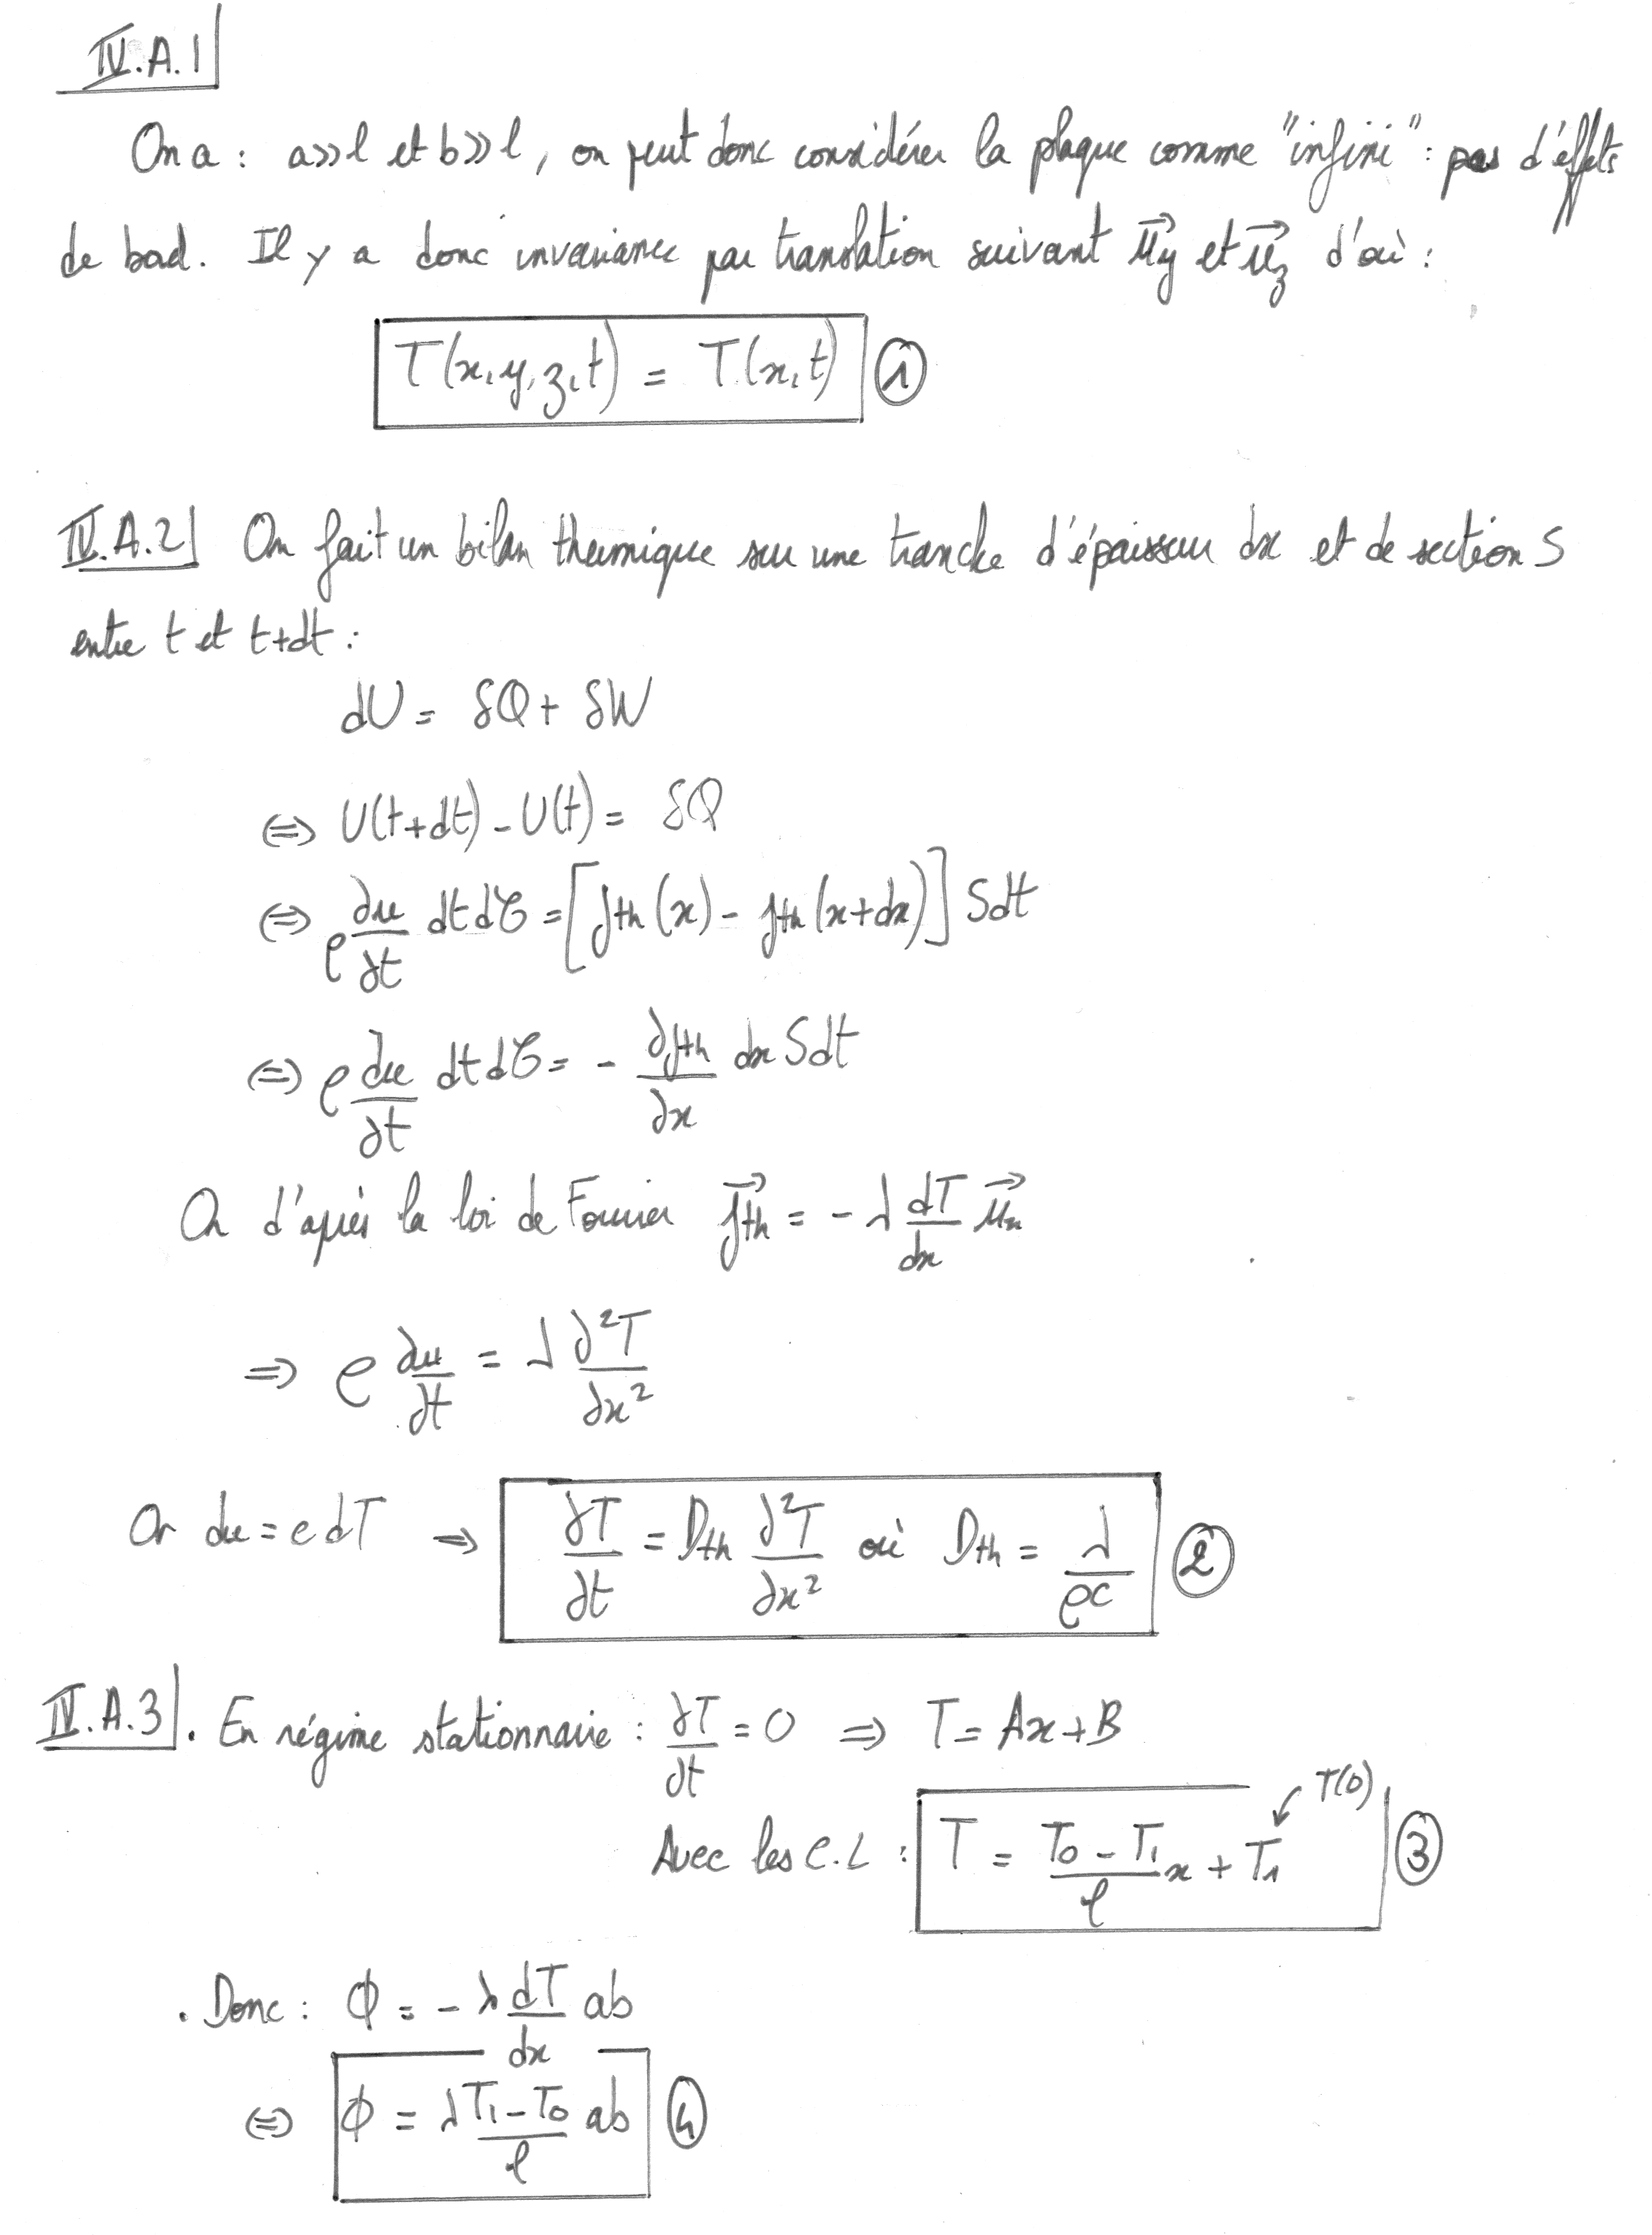 IV.A.1
On a : a>>l et b>>l, on peut donc considérer la plaque comme "infini" : pas d'effets
de bord. Il y a donc invariance par translation suivant u⃗y et u⃗z d'où :
T(x,y,z,t) = T(x,t) ①
IV.A.2 On fait un bilan thermique sur une tranche d'épaisseur dx et de section S
entre t et t+dt :
dU = δQ + δW
⇔ U(t+dt) - U(t) = δQ
⇔ ρ ∂u/∂t dt dτ = [jth(x) - jth(x+dx)] S dt
⇔ ρ ∂u/∂t dt dτ = - ∂jth/∂x dx S dt
Or d'après la loi de Fourier j⃗th = -λ dT/dx u⃗x
⇒ ρ ∂u/∂t = λ ∂²T/∂x²
Or du = c dT ⇒ ∂T/∂t = Dth ∂²T/∂x² où Dth = λ/ρc ②
IV.A.3 . En régime stationnaire : ∂T/∂t = 0 ⇒ T = Ax + B
T(0)
Avec les C.L : T = (T0 - T1)/l x + T1 ③
. Donc : ϕ = -λ dT/dx ab
⇔ ϕ = λ (T1 - T0)/l ab ④